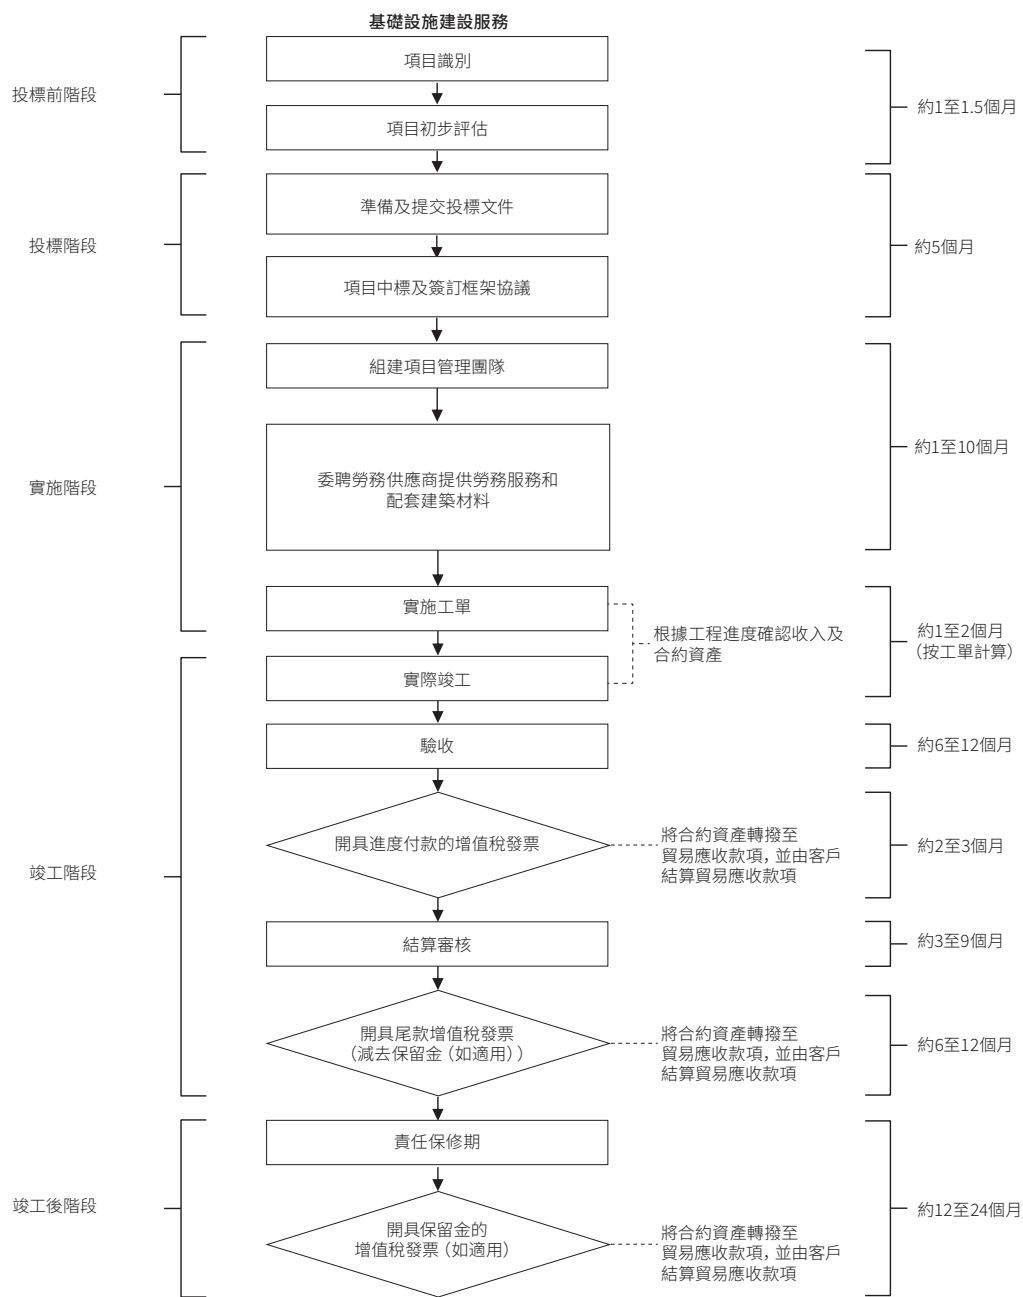 基礎設施建設服務
項目識別
投標前階段
約1至1.5個月
項目初步評估
準備及提交投標文件
投標階段
約5個月
項目中標及簽訂框架協議
組建項目管理團隊
約1至10個月
委聘勞務供應商提供勞務服務和
配套建築材料
實施階段
實施工單
根據工程進度確認收入及
合約資產
約1至2個月
（按工單計算）
實際竣工
驗收
約6至12個月
開具進度付款的增值稅發票
將合約資產轉撥至
貿易應收款項，並由客戶
結算貿易應收款項
約2至3個月
竣工階段
結算審核
約3至9個月
開具尾款增值稅發票
（減去保留金（如適用））
將合約資產轉撥至
貿易應收款項，並由客戶
結算貿易應收款項
約6至12個月
責任保修期
竣工後階段
約12至24個月
開具保留金的
增值稅發票（如適用）
將合約資產轉撥至
貿易應收款項，並由客戶
結算貿易應收款項